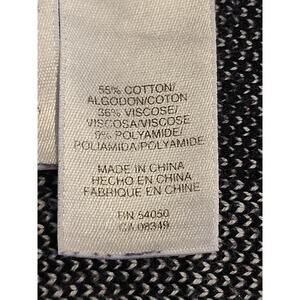 55% COTTON/
ALGODON/COTON
36% VISCOSE/
VISCOSA/VISCOSE
9% POLYAMIDE/
POLIAMIDA/POLYAMIDE
MADE IN CHINA
HECHO EN CHINA
FABRIQUE EN CHINE
RN 54050
CA 08349